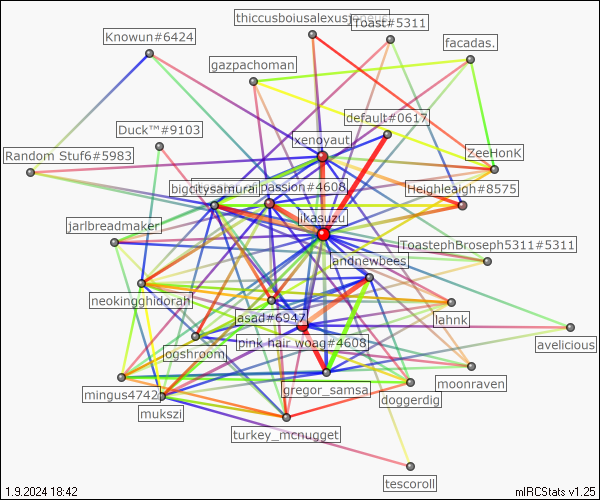 thiccusboiusalexus
Toast#5311
Knowun#6424
facadas.
gazpachoman
default#0617
Duck™#9103
xenoyaut
ZeeHonK
Random Stuf6#5983
bigcitysamurai
passion#4608
Heighleaigh#8575
ikasuzu
jarlbreadmaker
ToastephBroseph5311#5311
andnewbees
neokingghidorah
lahnk
asad#6947
pink hair woag#4608
avelicious
ogshroom
moonraven
mingus4742
gregor_samsa
doggerdig
mukszi
turkey_mcnugget
tescoroll
1.9.2024 18:42
mIRCStats v1.25